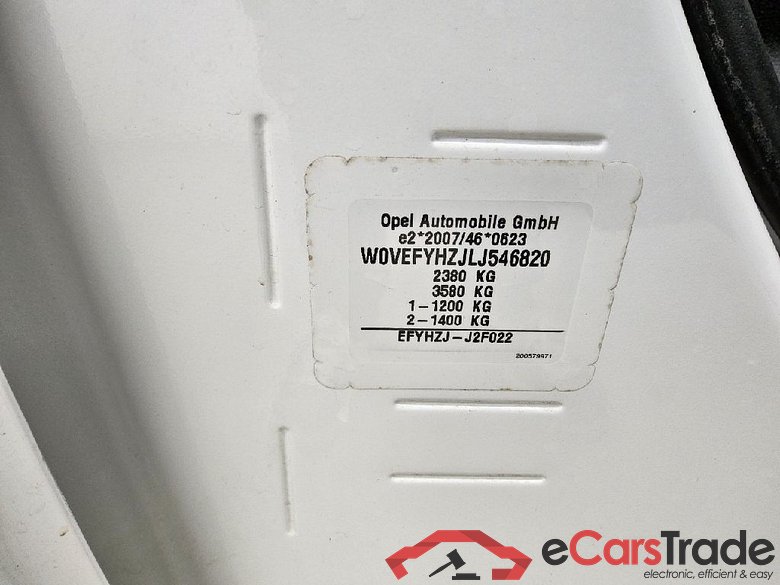 Opel Automobile GmbH
e2*2007/46*0623
W0VEFYHZJLJ546820
2380 KG
3580 KG
1-1200 KG
2-1400 KG
EFYHZJ-J2F022
200579871
eCarsTrade
electronic, efficient & easy